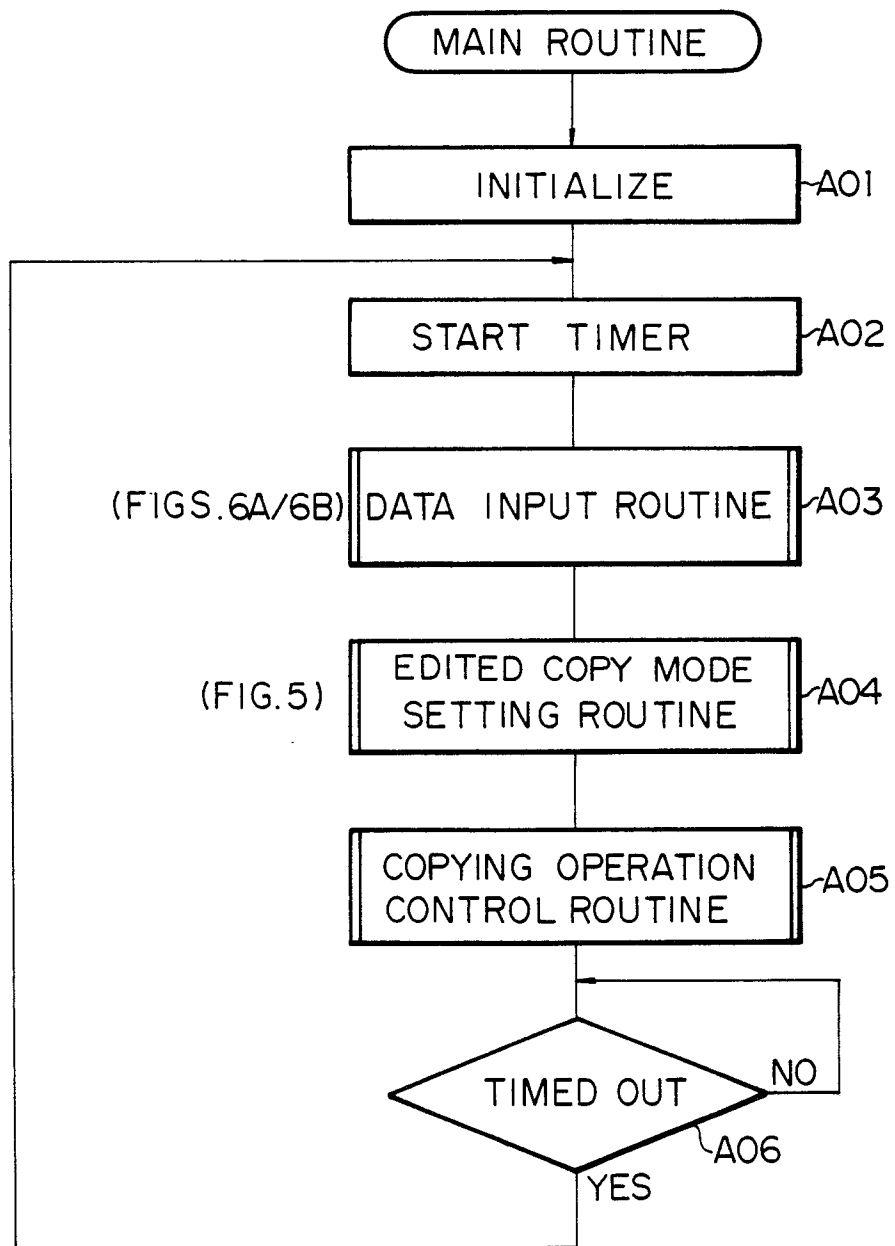 MAIN ROUTINE
INITIALIZE
A01
START TIMER
A02
(FIGS.6A/6B)
DATA INPUT ROUTINE
A03
(FIG.5)
EDITED COPY MODE
SETTING ROUTINE
A04
COPYING OPERATION
CONTROL ROUTINE
A05
TIMED OUT
NO
A06
YES